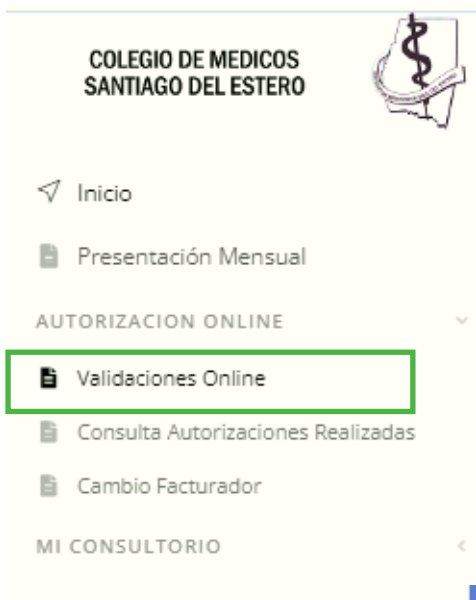 COLEGIO DE MEDICOS
SANTIAGO DEL ESTERO
Inicio
Presentación Mensual
AUTORIZACION ONLINE
Validaciones Online
Consulta Autorizaciones Realizadas
Cambio Facturador
MI CONSULTORIO